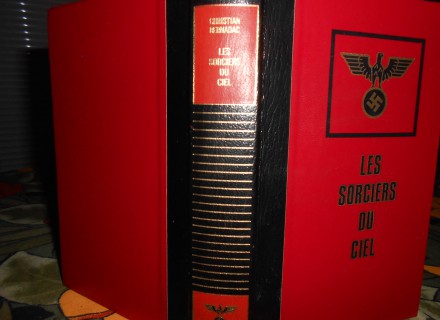 CHRISTIAN
BERNADAC
LES
SORCIERS
DU
CIEL
LES
SORCIERS
DU
CIEL